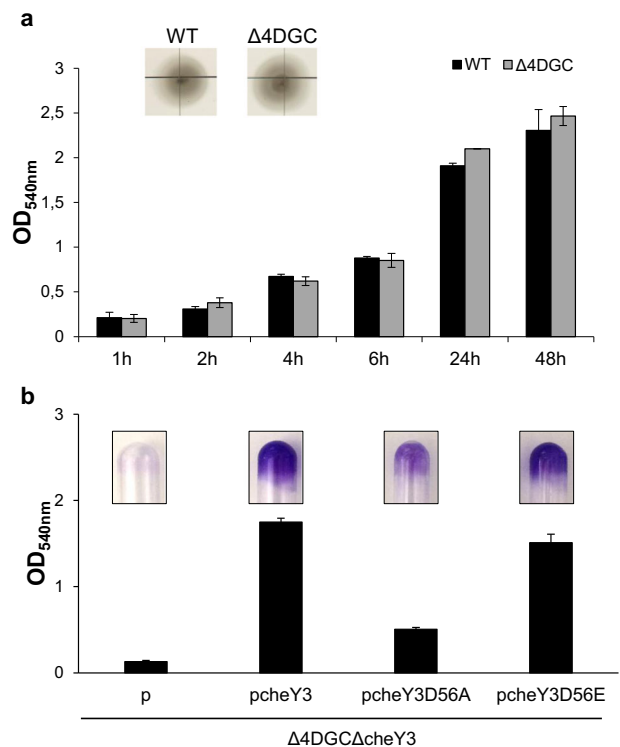 a
WT Δ4DGC
WT Δ4DGC
3
2,5
2
1,5
1
0,5
0
OD540nm
1h 2h 4h 6h 24h 48h
b
3
2
1
0
OD540nm
p pcheY3 pcheY3D56A pcheY3D56E
Δ4DGCΔcheY3